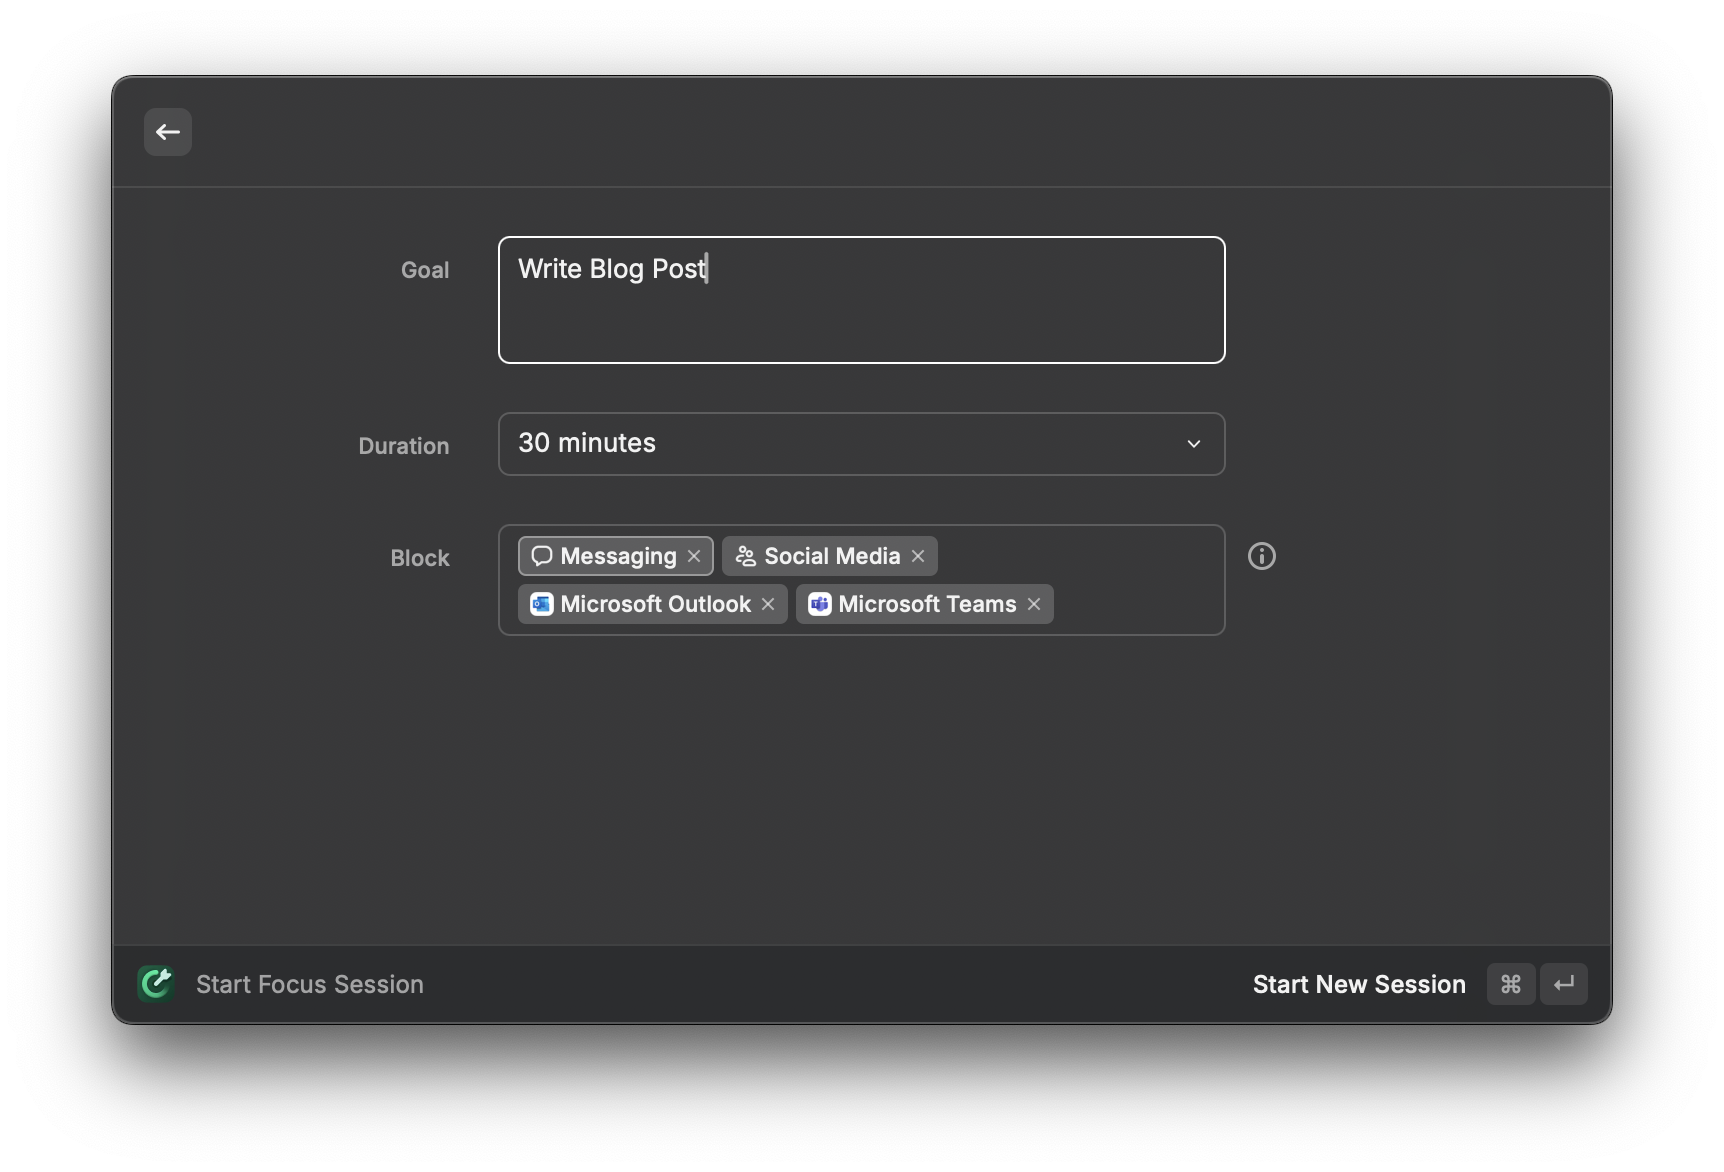 Goal
Write Blog Post
Duration
30 minutes
Block
Messaging
Social Media
Microsoft Outlook
Microsoft Teams
Start Focus Session
Start New Session ⌘ ↵